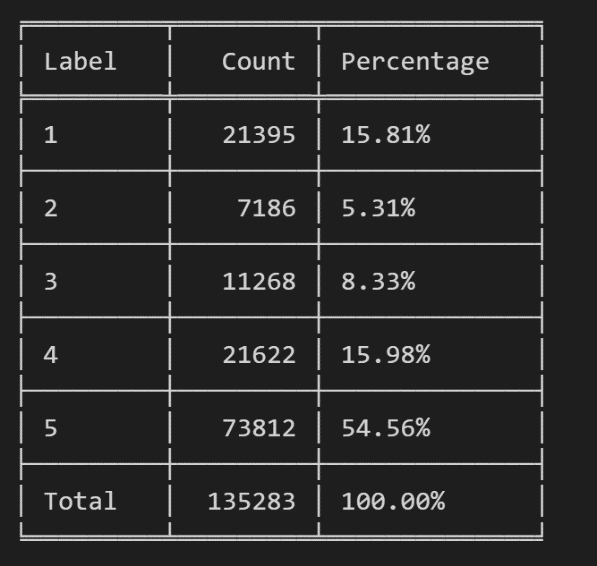 Label Count Percentage
1 21395 15.81%
2 7186 5.31%
3 11268 8.33%
4 21622 15.98%
5 73812 54.56%
Total 135283 100.00%